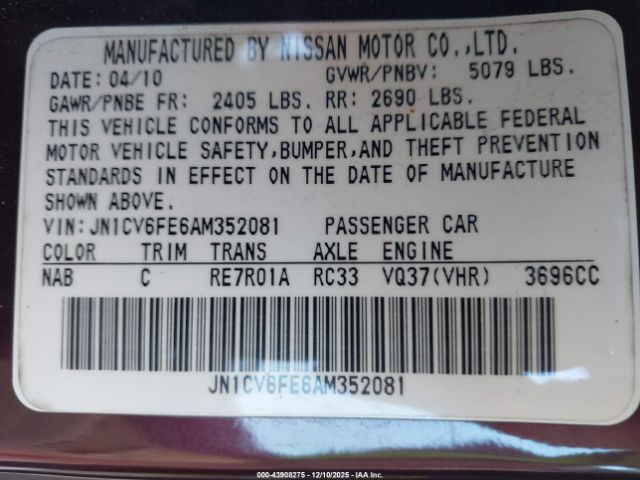 MANUFACTURED BY NISSAN MOTOR CO.,LTD.
DATE: 04/10 GVWR/PNBV: 5079 LBS.
GAWR/PNBE FR: 2405 LBS. RR: 2690 LBS.
THIS VEHICLE CONFORMS TO ALL APPLICABLE FEDERAL
MOTOR VEHICLE SAFETY,BUMPER,AND THEFT PREVENTION
STANDARDS IN EFFECT ON THE DATE OF MANUFACTURE
SHOWN ABOVE.
VIN:JN1CV6FE6AM352081 PASSENGER CAR
COLOR TRIM TRANS AXLE ENGINE
NAB C RE7R01A RC33 VQ37(VHR) 3696CC
JN1CV6FE6AM352081
000-43908275 - 12/10/2025 - IAA Corp.